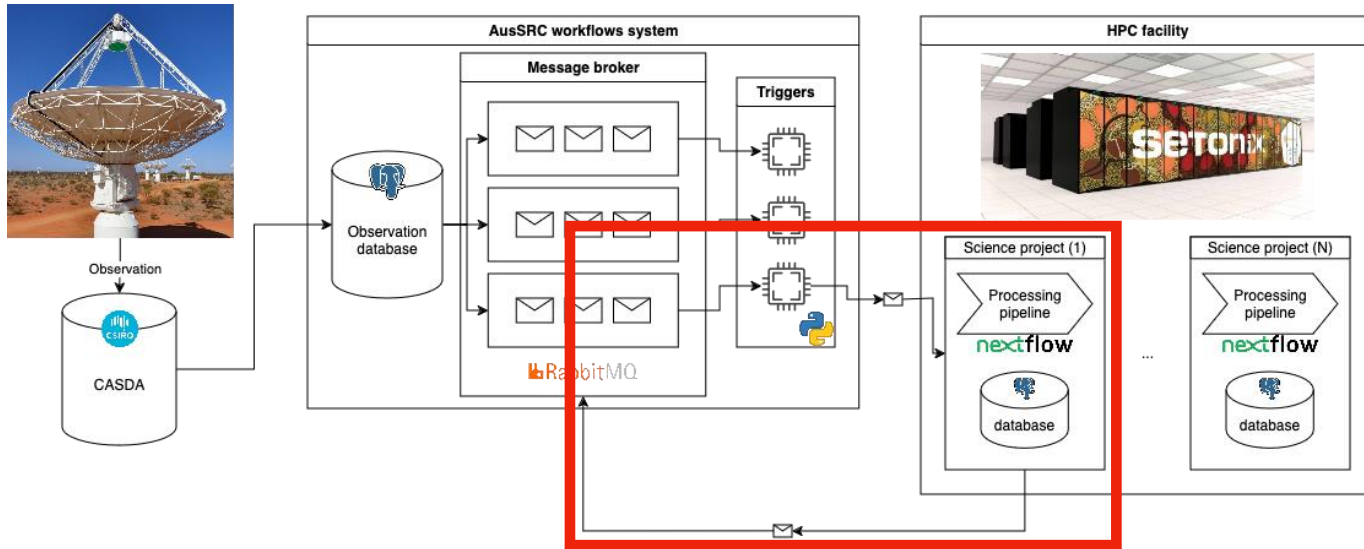 AusSRC workflows system
HPC facility
Message broker
Triggers
SETONIX
Observation
database
Science project (1)
Science project (N)
Observation
Processing
pipeline
nextflow
...
Processing
pipeline
nextflow
CSIRO
CASDA
RabbitMQ
database
database